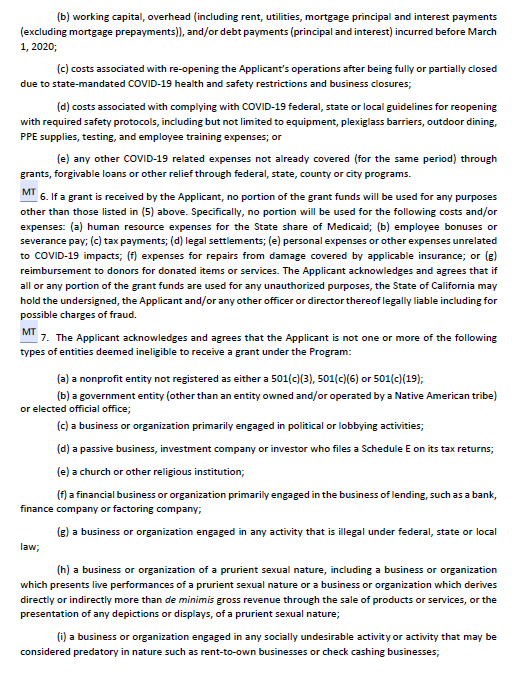 (b) working capital, overhead (including rent, utilities, mortgage principal and interest payments
(excluding mortgage prepayments)), and/or debt payments (principal and interest) incurred before March
1, 2020;
(c) costs associated with re-opening the Applicant's operations after being fully or partially closed
due to state-mandated COVID-19 health and safety restrictions and business closures;
(d) costs associated with complying with COVID-19 federal, state or local guidelines for reopening
with required safety protocols, including but not limited to equipment, plexiglass barriers, outdoor dining,
PPE supplies, testing, and employee training expenses; or
(e) any other COVID-19 related expenses not already covered (for the same period) through
grants, forgivable loans or other relief through federal, state, county or city programs.
MT 6. If a grant is received by the Applicant, no portion of the grant funds will be used for any purposes
other than those listed in (5) above. Specifically, no portion will be used for the following costs and/or
expenses: (a) human resource expenses for the State share of Medicaid; (b) employee bonuses or
severance pay; (c) tax payments; (d) legal settlements; (e) personal expenses or other expenses unrelated
to COVID-19 impacts; (f) expenses for repairs from damage covered by applicable insurance; or (g)
reimbursement to donors for donated items or services. The Applicant acknowledges and agrees that if
all or any portion of the grant funds are used for any unauthorized purposes, the State of California may
hold the undersigned, the Applicant and/or any other officer or director thereof legally liable including for
possible charges of fraud.
MT 7. The Applicant acknowledges and agrees that the Applicant is not one or more of the following
types of entities deemed ineligible to receive a grant under the Program:
(a) a nonprofit entity not registered as either a 501(c)(3), 501(c)(6) or 501(c)(19);
(b) a government entity (other than an entity owned and/or operated by a Native American tribe)
or elected official office;
(c) a business or organization primarily engaged in political or lobbying activities;
(d) a passive business, investment company or investor who files a Schedule E on its tax returns;
(e) a church or other religious institution;
(f) a financial business or organization primarily engaged in the business of lending, such as a bank,
finance company or factoring company;
(g) a business or organization engaged in any activity that is illegal under federal, state or local
law;
(h) a business or organization of a prurient sexual nature, including a business or organization
which presents live performances of a prurient sexual nature or a business or organization which derives
directly or indirectly more than de minimis gross revenue through the sale of products or services, or the
presentation of any depictions or displays, of a prurient sexual nature;
(i) a business or organization engaged in any socially undesirable activity or activity that may be
considered predatory in nature such as rent-to-own businesses or check cashing businesses;